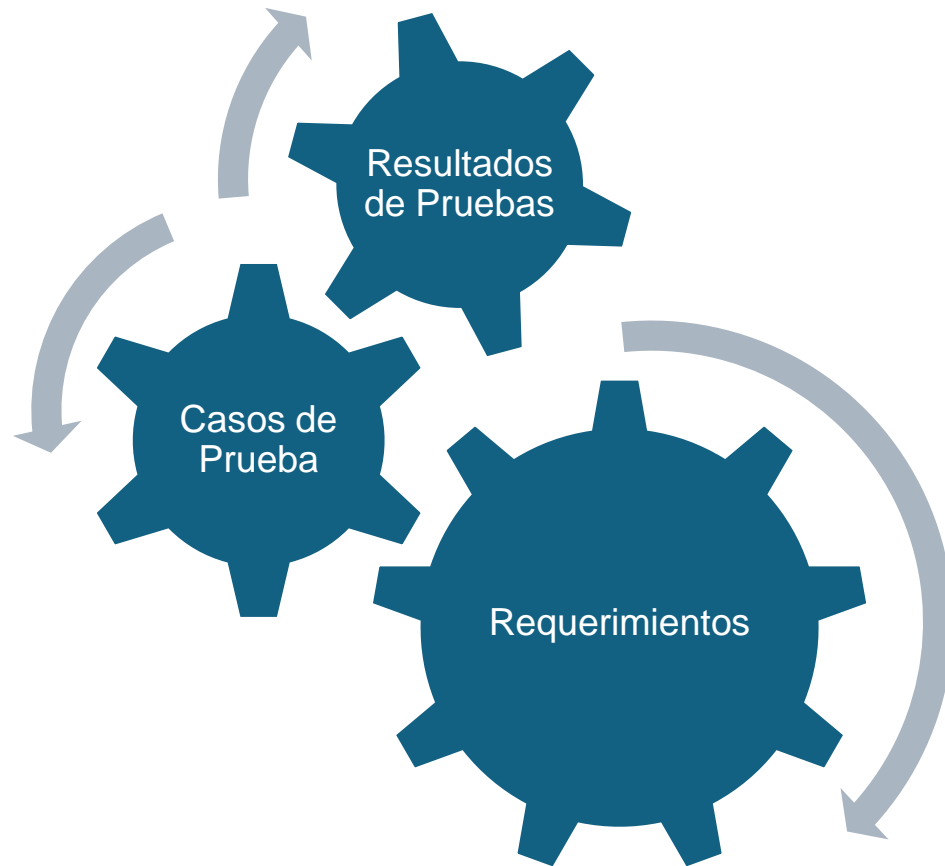 Resultados
de Pruebas
Casos de
Prueba
Requerimientos